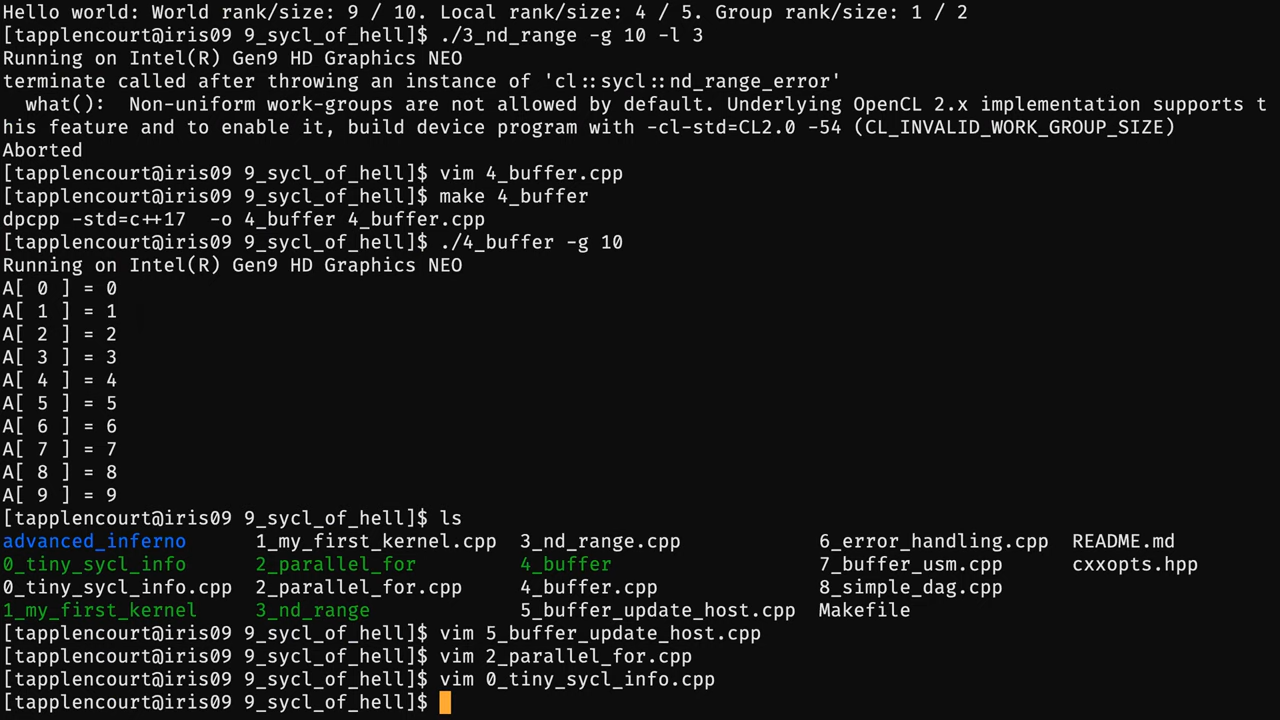 Hello world: World rank/size: 9 / 10. Local rank/size: 4 / 5. Group rank/size: 1 / 2
[tapplencourt@iris09 9_sycl_of_hell]$ ./3_nd_range -g 10 -l 3
Running on Intel(R) Gen9 HD Graphics NEO
terminate called after throwing an instance of 'cl::sycl::nd_range_error'
  what():  Non-uniform work-groups are not allowed by default. Underlying OpenCL 2.x implementation supports t
his feature and to enable it, build device program with -cl-std=CL2.0 -54 (CL_INVALID_WORK_GROUP_SIZE)
Aborted
[tapplencourt@iris09 9_sycl_of_hell]$ vim 4_buffer.cpp
[tapplencourt@iris09 9_sycl_of_hell]$ make 4_buffer
dpcpp -std=c++17  -o 4_buffer 4_buffer.cpp
[tapplencourt@iris09 9_sycl_of_hell]$ ./4_buffer -g 10
Running on Intel(R) Gen9 HD Graphics NEO
A[ 0 ] = 0
A[ 1 ] = 1
A[ 2 ] = 2
A[ 3 ] = 3
A[ 4 ] = 4
A[ 5 ] = 5
A[ 6 ] = 6
A[ 7 ] = 7
A[ 8 ] = 8
A[ 9 ] = 9
[tapplencourt@iris09 9_sycl_of_hell]$ ls
advanced_inferno      1_my_first_kernel.cpp  3_nd_range.cpp            6_error_handling.cpp  README.md
0_tiny_sycl_info      2_parallel_for         4_buffer                  7_buffer_usm.cpp      cxxopts.hpp
0_tiny_sycl_info.cpp  2_parallel_for.cpp     4_buffer.cpp              8_simple_dag.cpp
1_my_first_kernel     3_nd_range             5_buffer_update_host.cpp  Makefile
[tapplencourt@iris09 9_sycl_of_hell]$ vim 5_buffer_update_host.cpp
[tapplencourt@iris09 9_sycl_of_hell]$ vim 2_parallel_for.cpp
[tapplencourt@iris09 9_sycl_of_hell]$ vim 0_tiny_sycl_info.cpp
[tapplencourt@iris09 9_sycl_of_hell]$